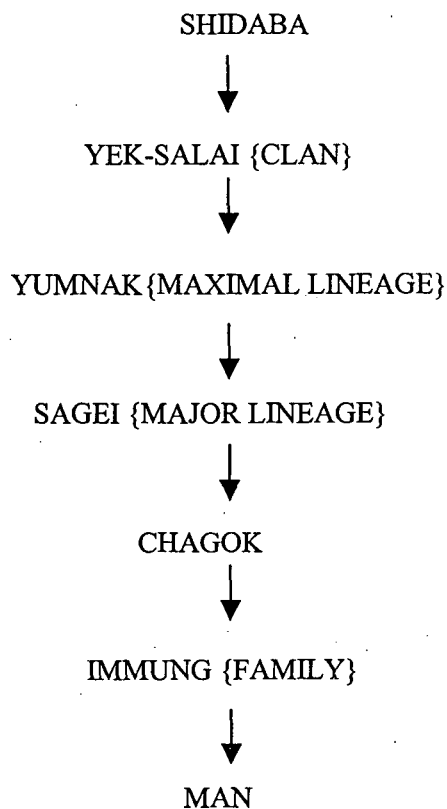 SHIDABA
YEK-SALAI {CLAN}
YUMNAK {MAXIMAL LINEAGE}
SAGEI {MAJOR LINEAGE}
CHAGOK
IMMUNG {FAMILY}
MAN